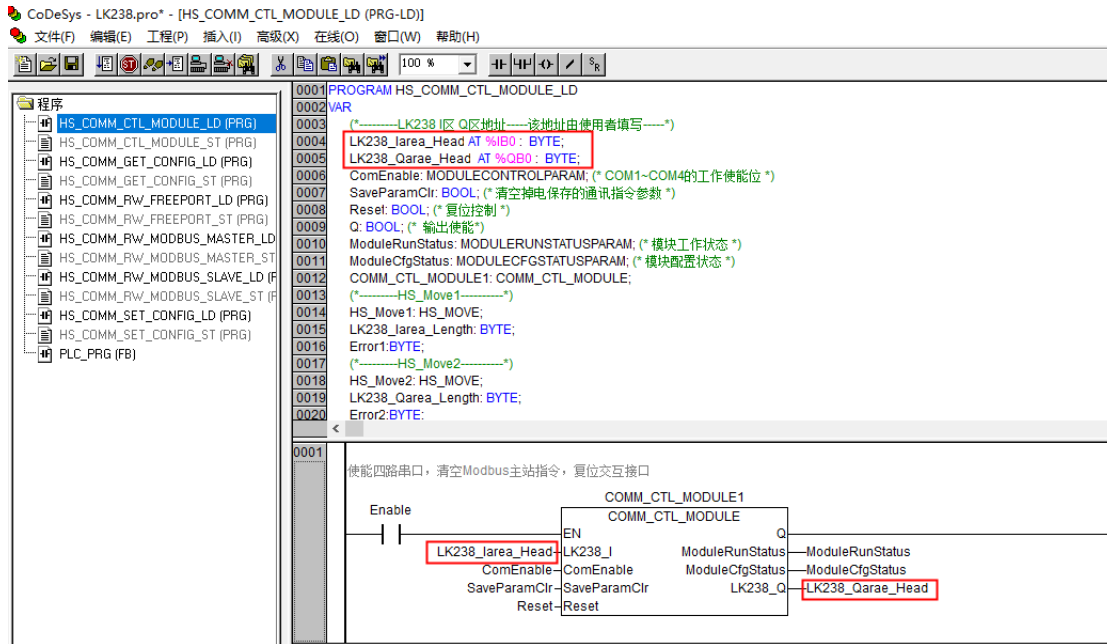 CoDeSys - LK238.pro* - [HS_COMM_CTL_MODULE_LD (PRG-LD)]
文件(F) 编辑(E) 工程(P) 插入(I) 高级(X) 在线(O) 窗口(W) 帮助(H)
100 %
程序
HS_COMM_CTL_MODULE_LD (PRG)
HS_COMM_CTL_MODULE_ST (PRG)
HS_COMM_GET_CONFIG_LD (PRG)
HS_COMM_GET_CONFIG_ST (PRG)
HS_COMM_RW_FREEPORT_LD (PRG)
HS_COMM_RW_FREEPORT_ST (PRG)
HS_COMM_RW_MODBUS_MASTER_LD
HS_COMM_RW_MODBUS_MASTER_ST
HS_COMM_RW_MODBUS_SLAVE_LD (F
HS_COMM_RW_MODBUS_SLAVE_ST (F
HS_COMM_SET_CONFIG_LD (PRG)
HS_COMM_SET_CONFIG_ST (PRG)
PLC_PRG (FB)
0001 PROGRAM HS_COMM_CTL_MODULE_LD
0002 VAR
0003 (*---------LK238 I区 Q区地址-----该地址由使用者填写-----*)
0004 LK238_Iarea_Head AT %IB0 : BYTE;
0005 LK238_Qarae_Head AT %QB0 : BYTE;
0006 ComEnable: MODULECONTROLPARAM; (* COM1~COM4的工作使能位 *)
0007 SaveParamClr: BOOL; (* 清空掉电保存的通讯指令参数 *)
0008 Reset: BOOL; (* 复位控制 *)
0009 Q: BOOL; (* 输出使能*)
0010 ModuleRunStatus: MODULERUNSTATUSPARAM; (* 模块工作状态 *)
0011 ModuleCfgStatus: MODULECFGSTATUSPARAM; (* 模块配置状态 *)
0012 COMM_CTL_MODULE1: COMM_CTL_MODULE;
0013 (*---------HS_Move1----------*)
0014 HS_Move1: HS_MOVE;
0015 LK238_Iarea_Length: BYTE;
0016 Error1:BYTE;
0017 (*---------HS_Move2----------*)
0018 HS_Move2: HS_MOVE;
0019 LK238_Qarea_Length: BYTE;
0020 Error2:BYTE;
0001
使能四路串口，清空Modbus主站指令，复位交互接口
COMM_CTL_MODULE1
Enable COMM_CTL_MODULE
EN Q
LK238_Iarea_Head LK238_I ModuleRunStatus ModuleRunStatus
ComEnable ComEnable ModuleCfgStatus ModuleCfgStatus
SaveParamClr SaveParamClr LK238_Q LK238_Qarae_Head
Reset Reset